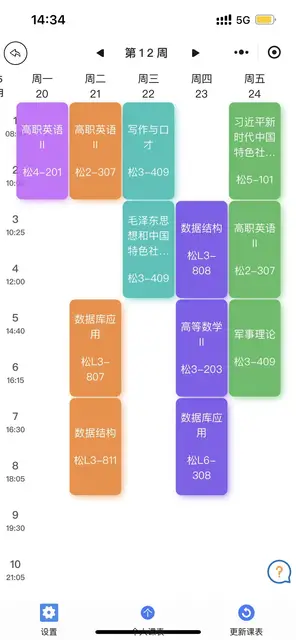 14:34
5G
第12周
5
月
周一
20
周二
21
周三
22
周四
23
周五
24
1
08:
2
10:
3
10:25
4
12:00
5
14:40
6
16:15
7
16:30
8
18:05
9
19:30
10
21:05
高职英语
II
松4-201
高职英语
II
松2-307
写作与口
才
松3-409
习近平新
时代中国
特色社...
松5-101
毛泽东思
想和中国
特色社...
松3-409
数据结构
松L3-
808
高职英语
II
松2-307
数据库应
用
松L3-
807
高等数学
II
松3-203
军事理论
松3-409
数据结构
松L3-811
数据库应
用
松L6-
308
?
设置
个
个人课表
更新课表